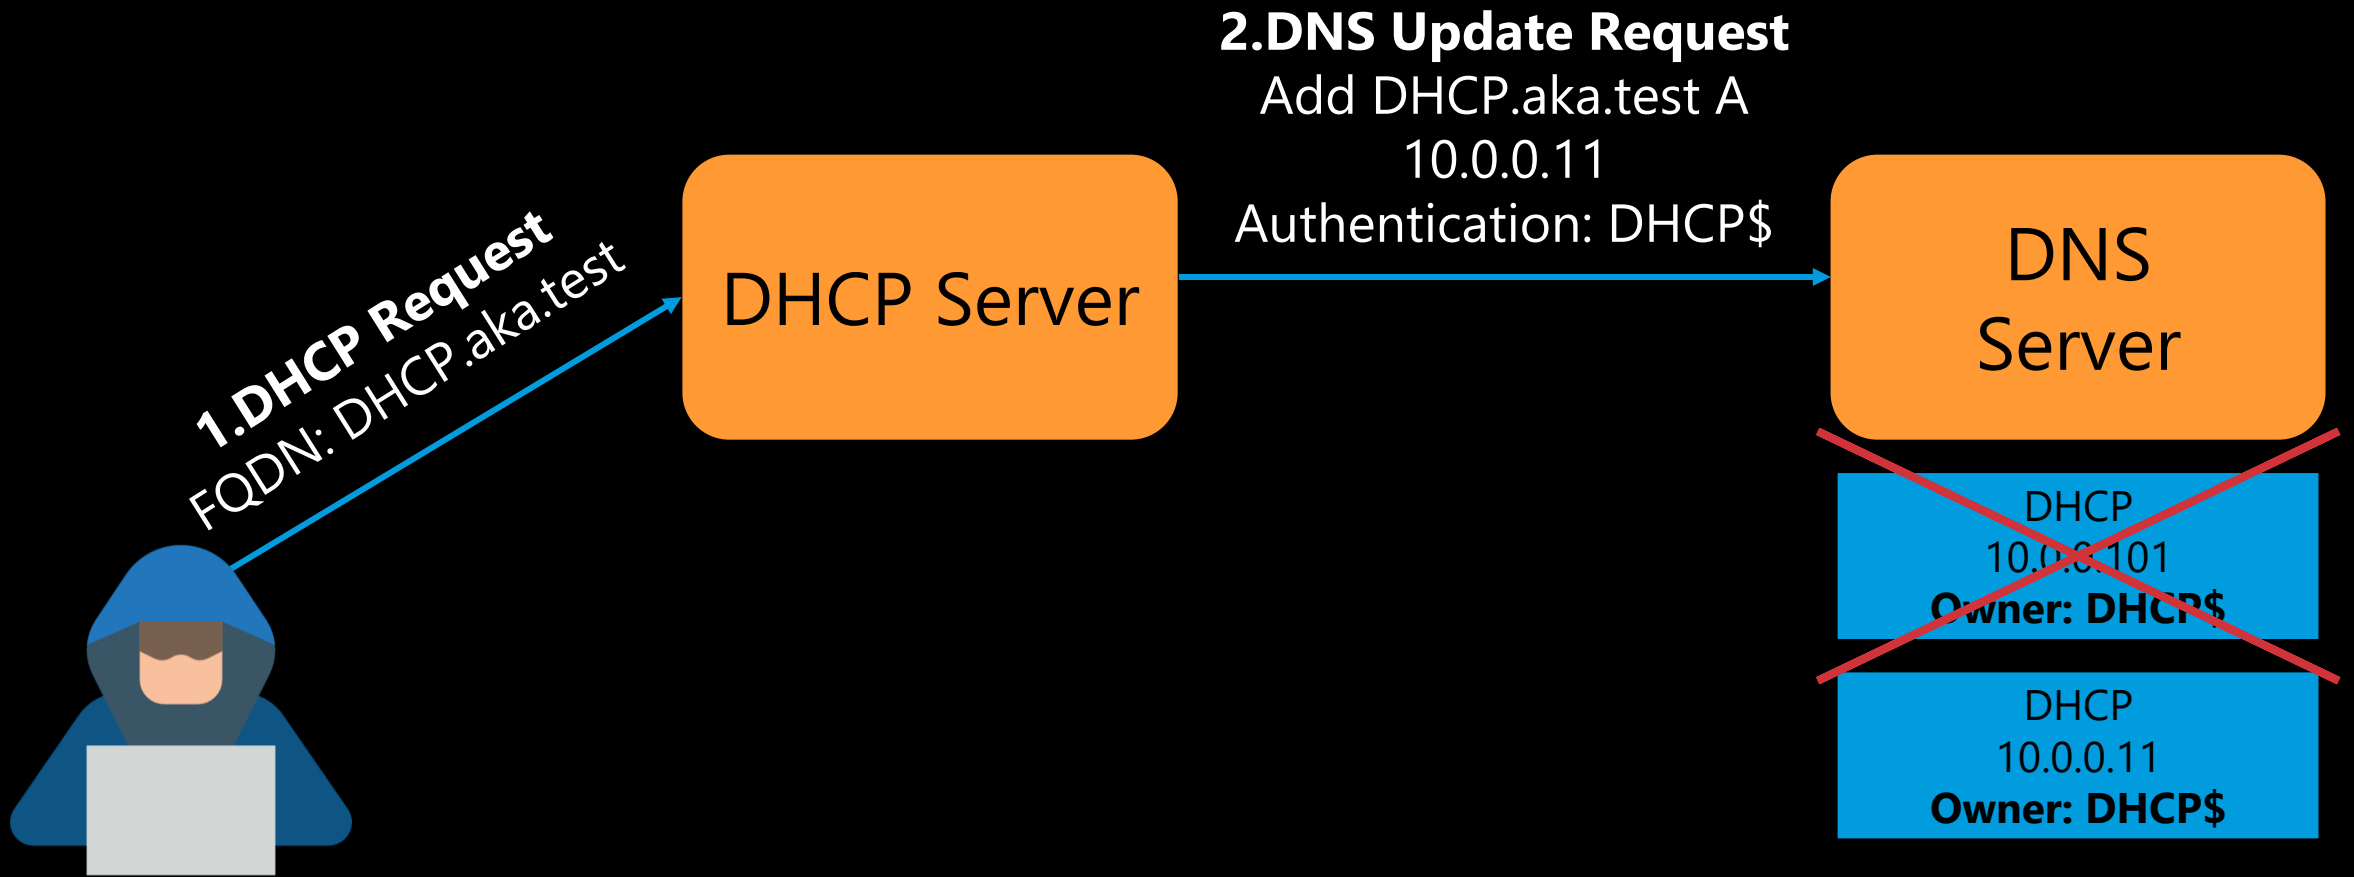 1.DHCP Request
FQDN: DHCP.aka.test
DHCP Server
2.DNS Update Request
Add DHCP.aka.test A
10.0.0.11
Authentication: DHCP$
DNS
Server
DHCP
10.0.0.101
Owner: DHCP$
DHCP
10.0.0.11
Owner: DHCP$